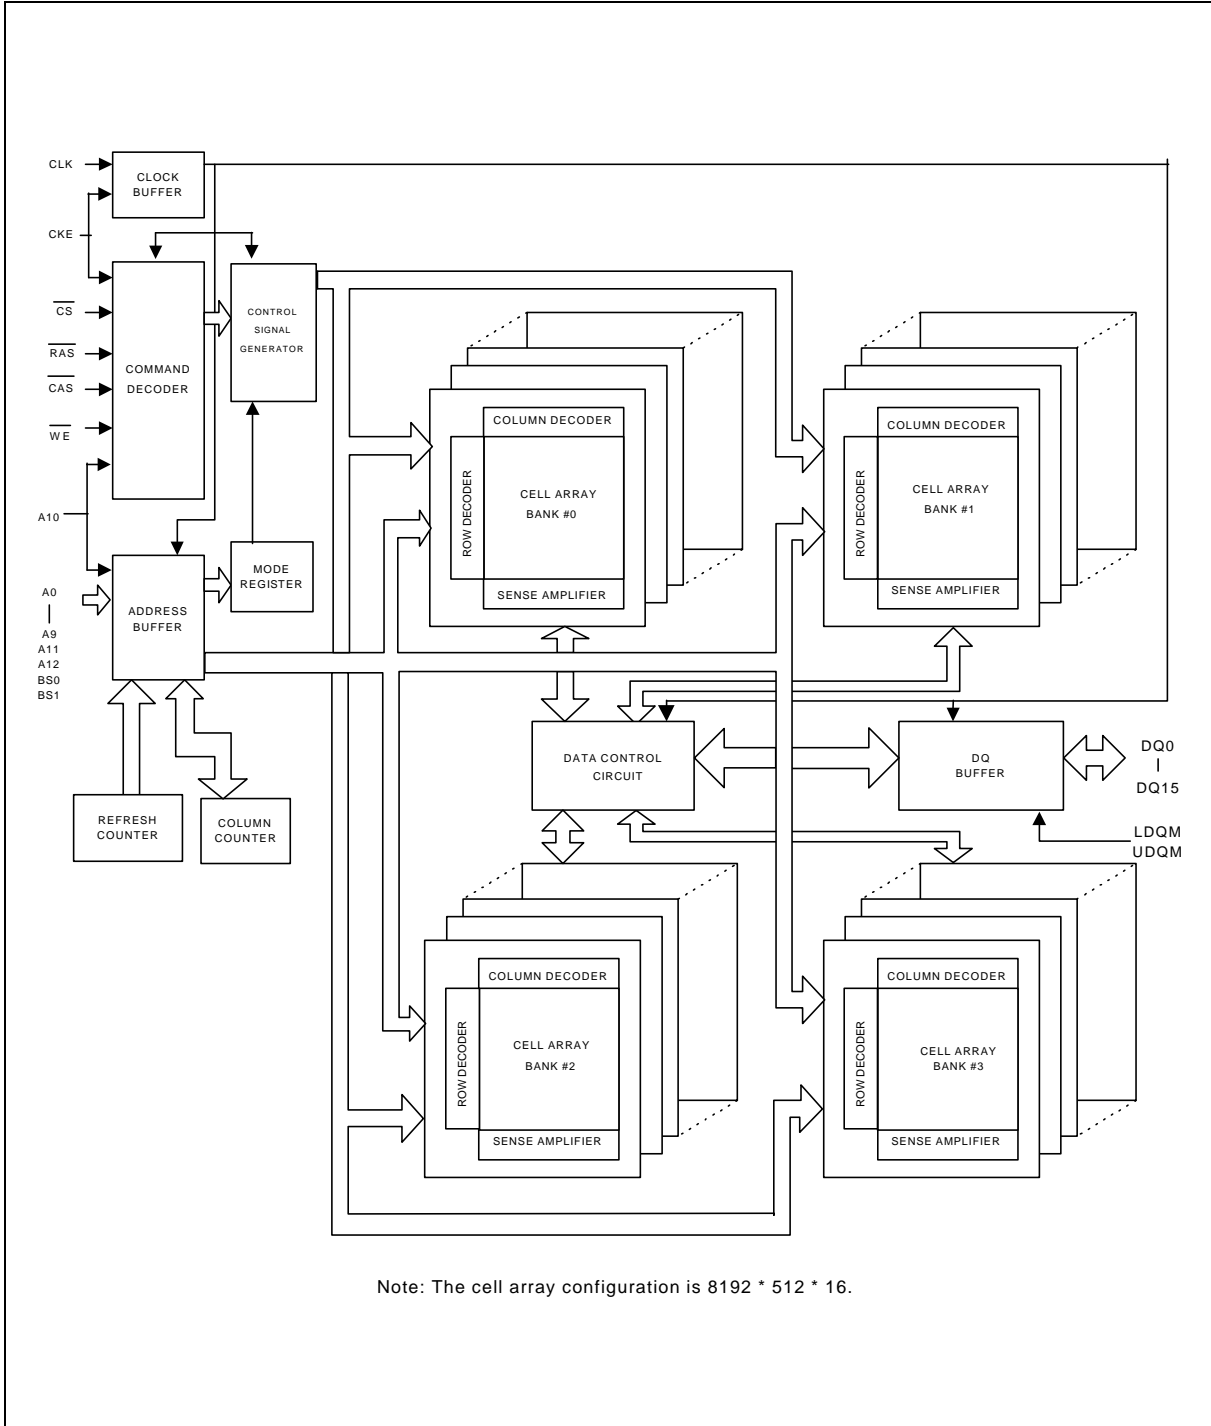 CLK
CLOCK
BUFFER
CKE
CS
RAS
CAS
WE
A10
COMMAND
DECODER
CONTROL
SIGNAL
GENERATOR
MODE
REGISTER
A0
A9
A11
A12
BS0
BS1
ADDRESS
BUFFER
REFRESH
COUNTER
COLUMN
COUNTER
COLUMN DECODER
ROW DECODER
CELL ARRAY
BANK #0
SENSE AMPLIFIER
COLUMN DECODER
ROW DECODER
CELL ARRAY
BANK #1
SENSE AMPLIFIER
DATA CONTROL
CIRCUIT
DQ
BUFFER
DQ0
DQ15
LDQM
UDQM
COLUMN DECODER
ROW DECODER
CELL ARRAY
BANK #2
SENSE AMPLIFIER
COLUMN DECODER
ROW DECODER
CELL ARRAY
BANK #3
SENSE AMPLIFIER
Note: The cell array configuration is 8192 * 512 * 16.